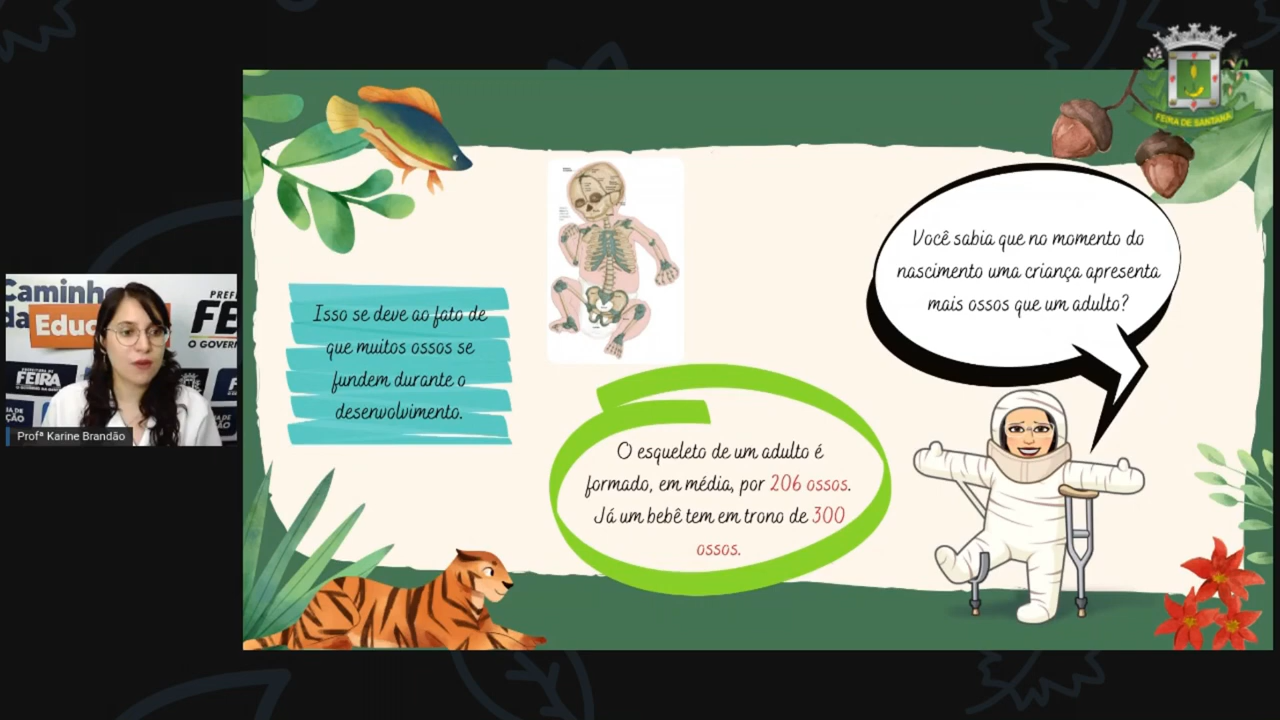 FEIRA DE SANTANA
Você sabia que no momento do
nascimento uma criança apresenta
mais ossos que um adulto?
Isso se deve ao fato de
que muitos ossos se
fundem durante o
desenvolvimento.
O esqueleto de um adulto é
formado, em média, por 206 ossos.
Já um bebê tem em trono de 300
ossos.
Caminho
da
Educ
PREFEI
FE
O GOVERN
FEIRA
Profª Karine Brandão